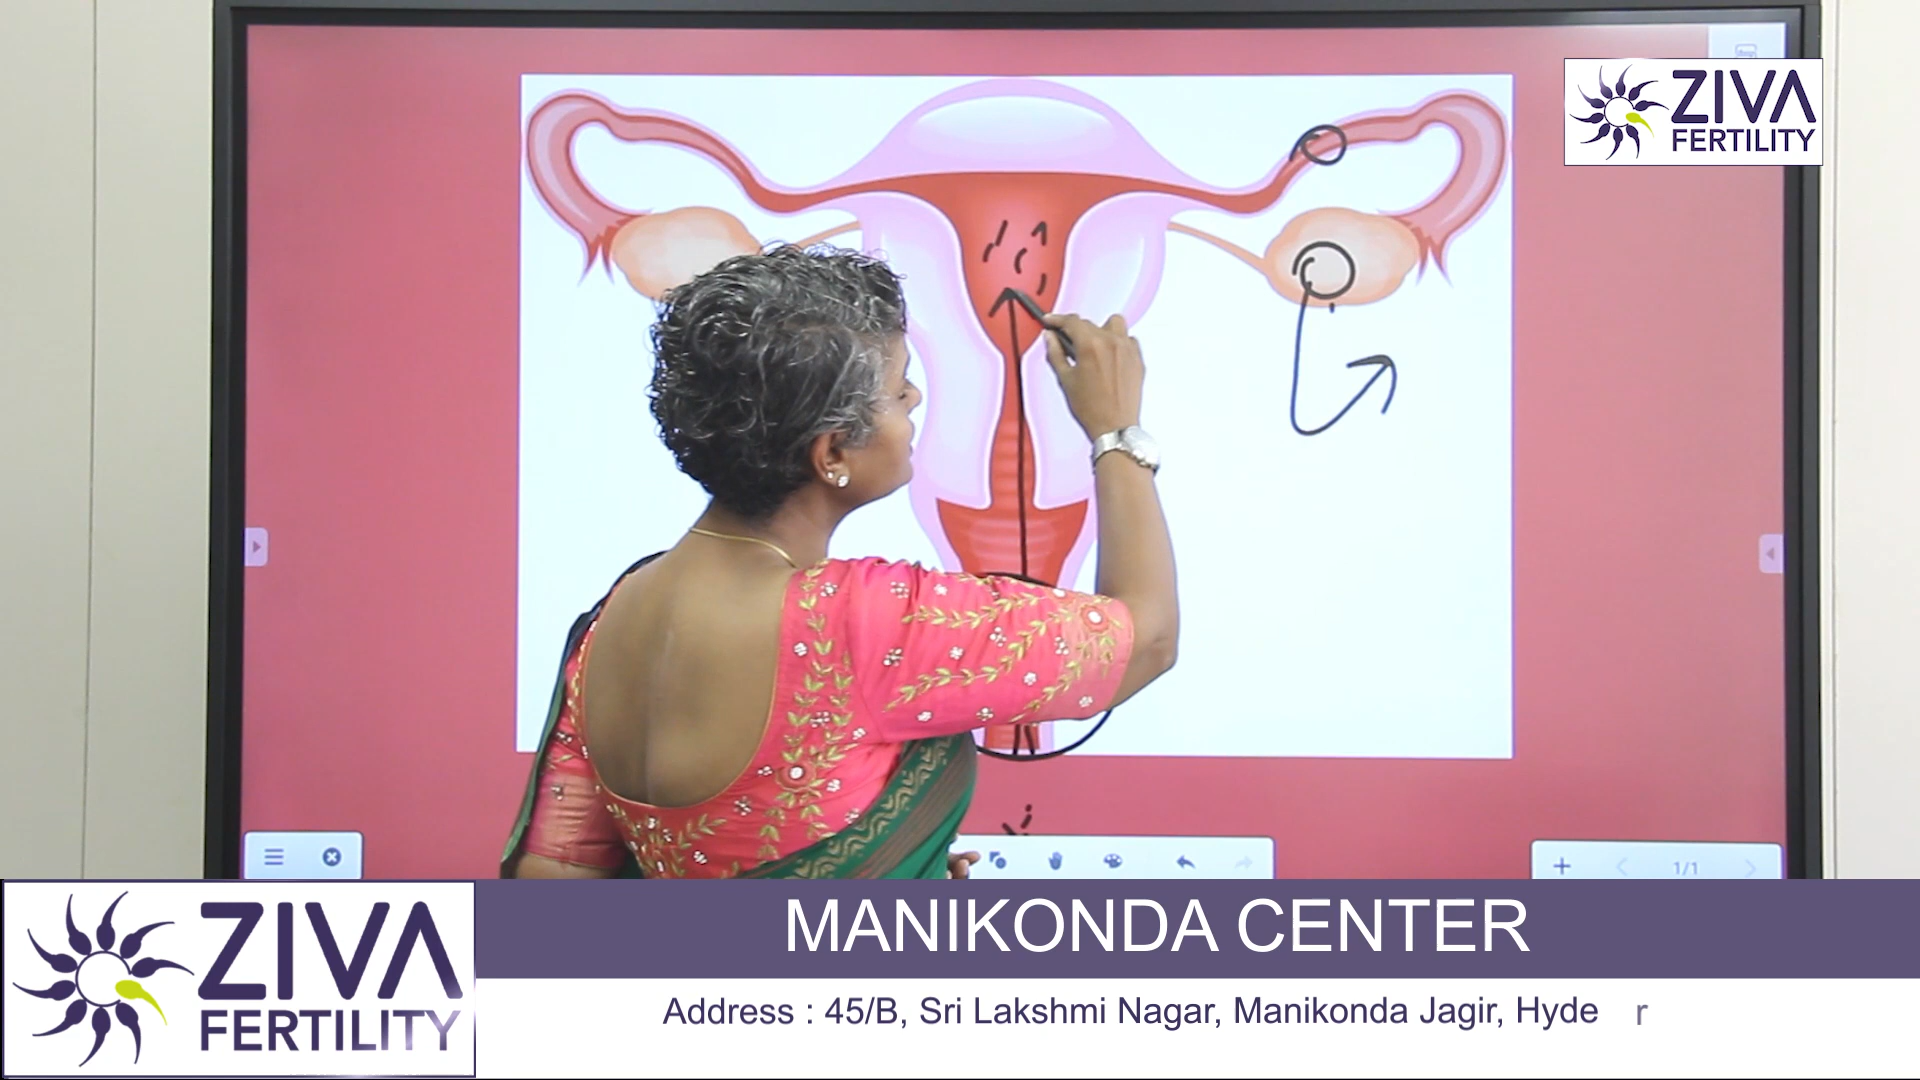 ZIVA
FERTILITY
1/1
ZIVA
FERTILITY
MANIKONDA CENTER
Address : 45/B, Sri Lakshmi Nagar, Manikonda Jagir, Hyde r